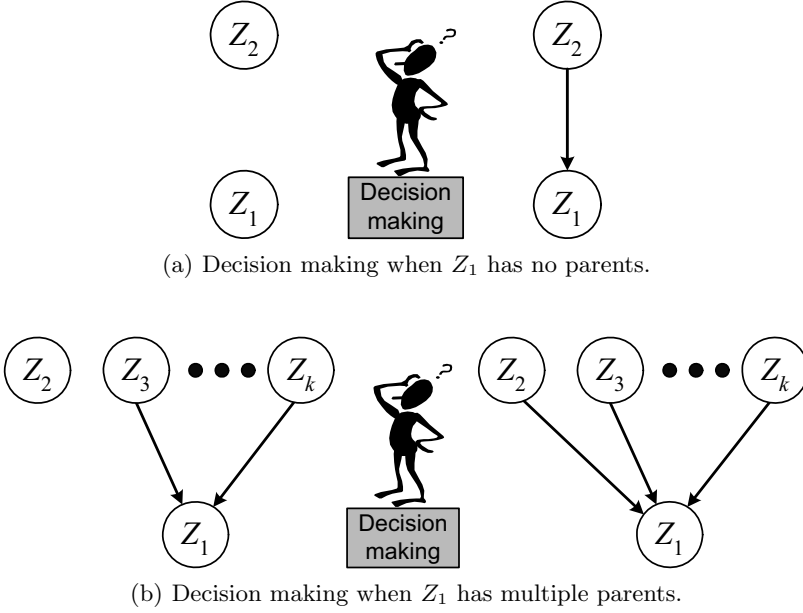 Z₂ ? Z₂
Z₁ Decision making Z₁
(a) Decision making when Z₁ has no parents.
Z₂ Z₃ Zₖ ? Z₂ Z₃ Zₖ
Z₁ Decision making Z₁
(b) Decision making when Z₁ has multiple parents.